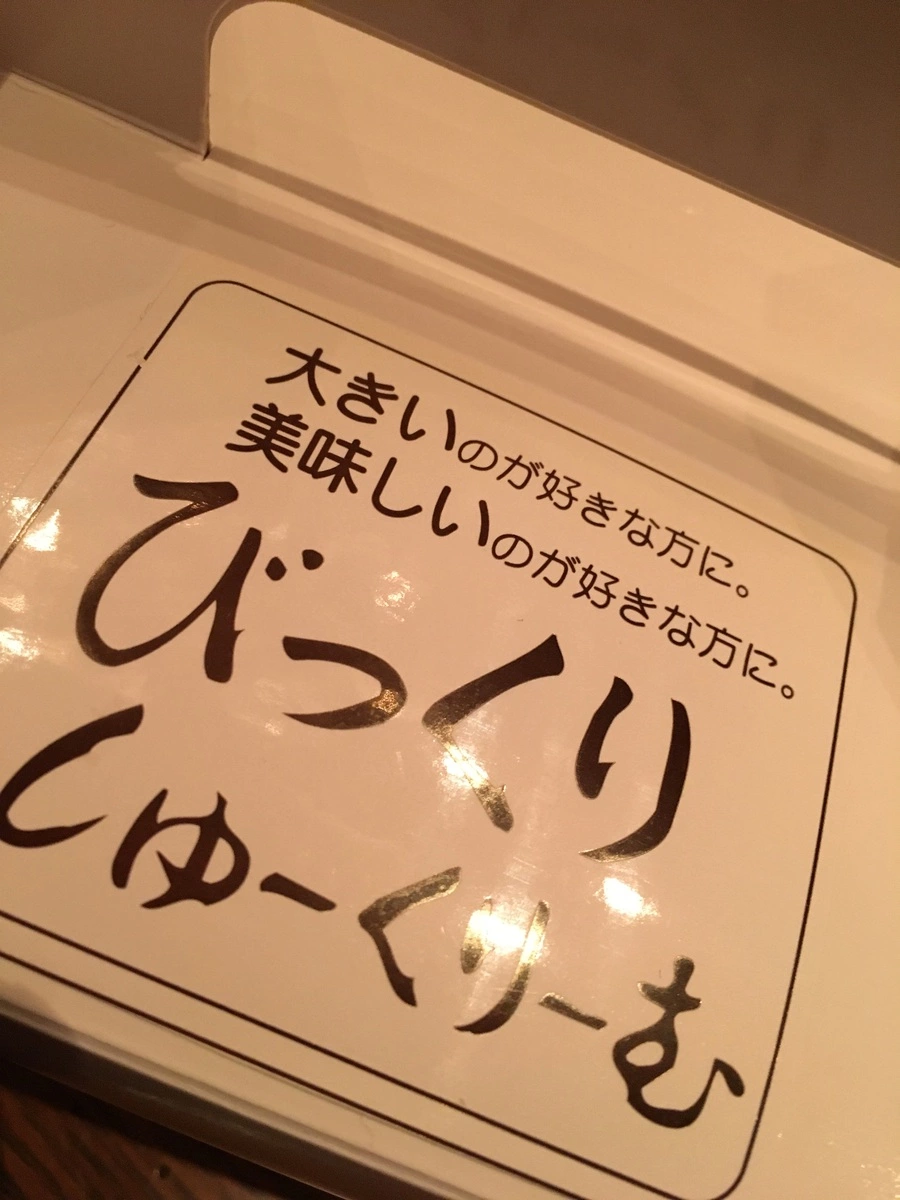 大きいのが好きな方に。
美味しいのが好きな方に。
びっくり
しゅーくりーむ